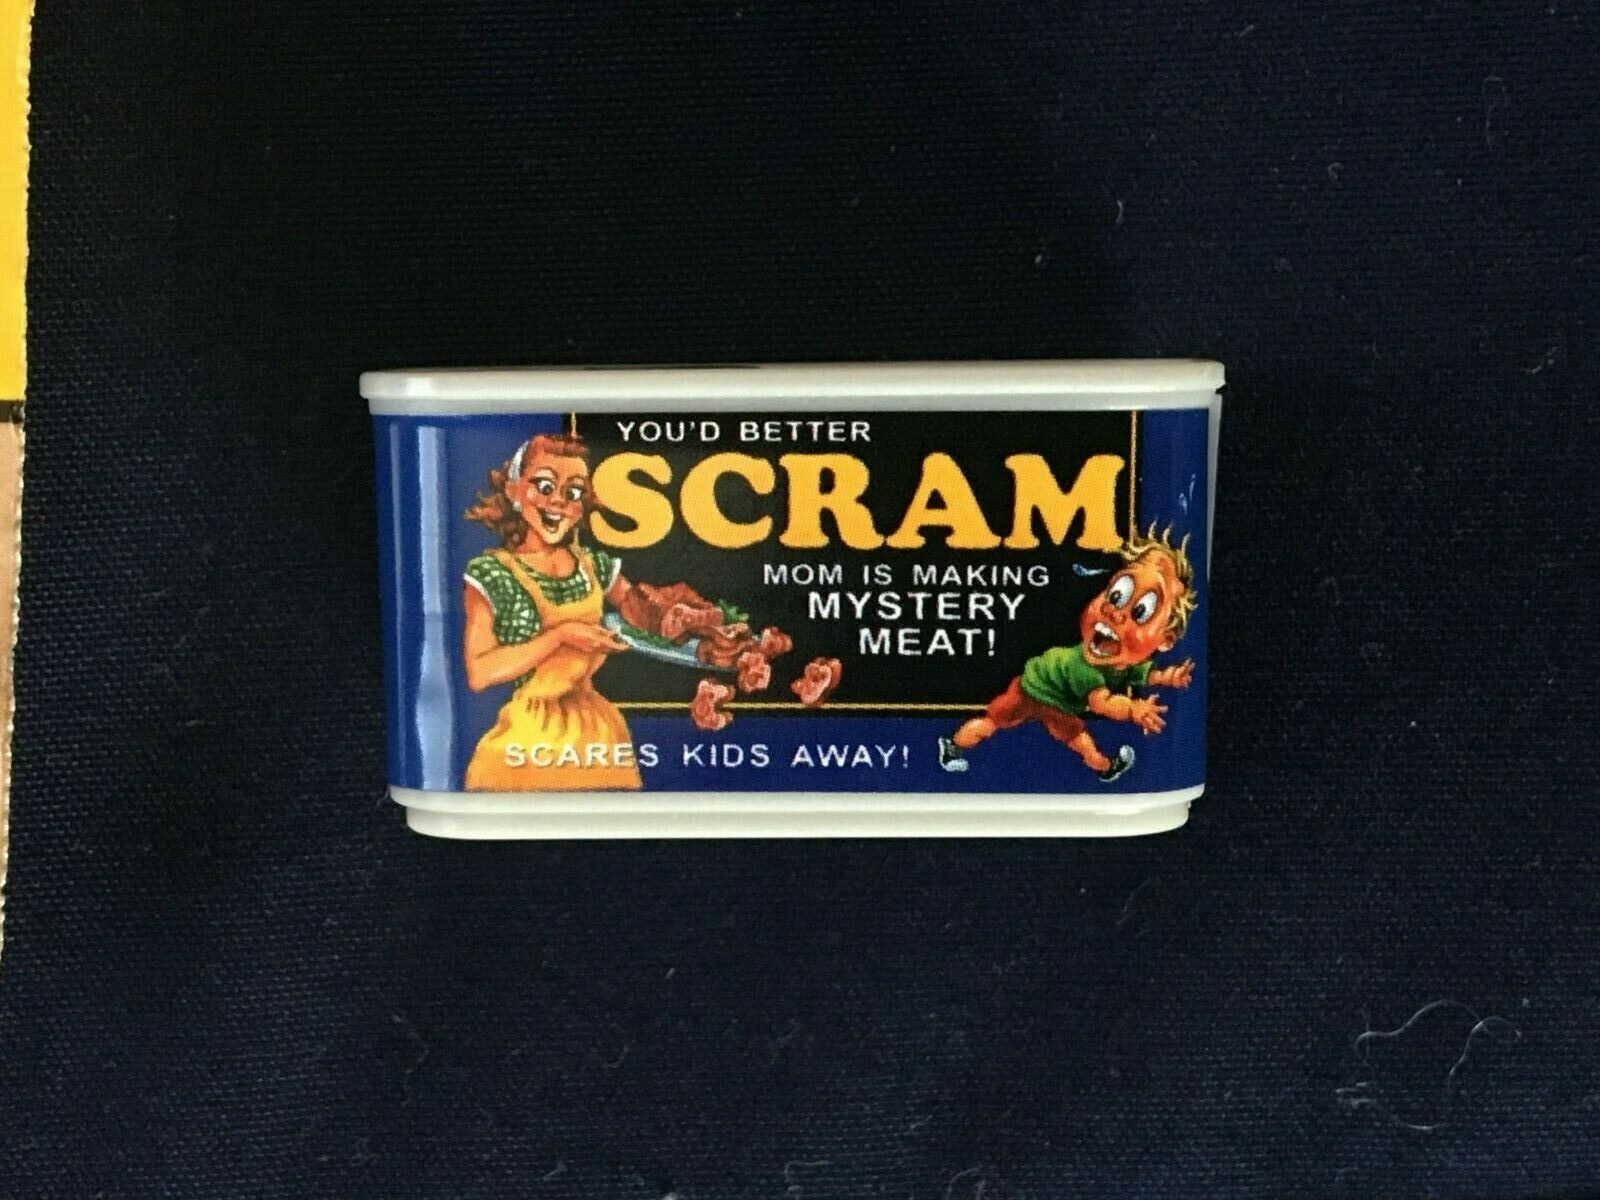 YOU'D BETTER
SCRAM
MOM IS MAKING
MYSTERY
MEAT!
SCARES KIDS AWAY!